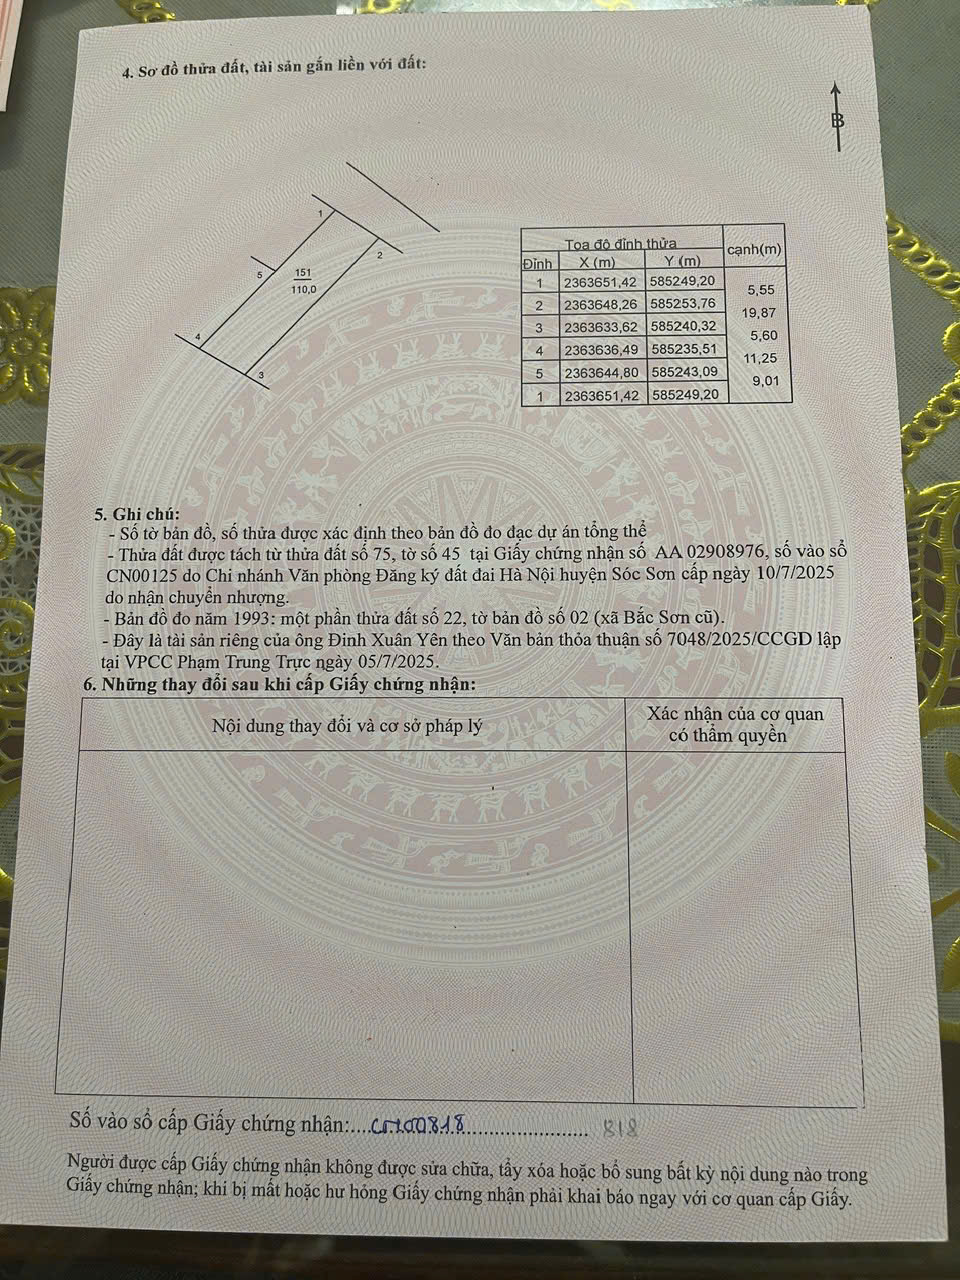 4. Sơ đồ thửa đất, tài sản gắn liền với đất:
B
1
2
5
151
110,0
4
3
Tọa độ đỉnh thửa cạnh(m)
Đỉnh X (m) Y (m)
1 2363651,42 585249,20
5,55
2 2363648,26 585253,76
19,87
3 2363633,62 585240,32
5,60
4 2363636,49 585235,51
11,25
5 2363644,80 585243,09
9,01
1 2363651,42 585249,20
5. Ghi chú:
- Số tờ bản đồ, số thửa được xác định theo bản đồ đo đạc dự án tổng thể
- Thửa đất được tách từ thửa đất số 75, tờ số 45 tại Giấy chứng nhận số AA 02908976, số vào sổ
CN00125 do Chi nhánh Văn phòng Đăng ký đất đai Hà Nội huyện Sóc Sơn cấp ngày 10/7/2025
do nhận chuyển nhượng.
- Bản đồ đo năm 1993: một phần thửa đất số 22, tờ bản đồ số 02 (xã Bắc Sơn cũ).
- Đây là tài sản riêng của ông Đinh Xuân Yên theo Văn bản thỏa thuận số 7048/2025/CCGD lập
tại VPCC Phạm Trung Trực ngày 05/7/2025.
6. Những thay đổi sau khi cấp Giấy chứng nhận:
Nội dung thay đổi và cơ sở pháp lý
Xác nhận của cơ quan
có thẩm quyền
Số vào sổ cấp Giấy chứng nhận:....CN00818.................... 818
Người được cấp Giấy chứng nhận không được sửa chữa, tẩy xóa hoặc bổ sung bất kỳ nội dung nào trong
Giấy chứng nhận; khi bị mất hoặc hư hỏng Giấy chứng nhận phải khai báo ngay với cơ quan cấp Giấy.